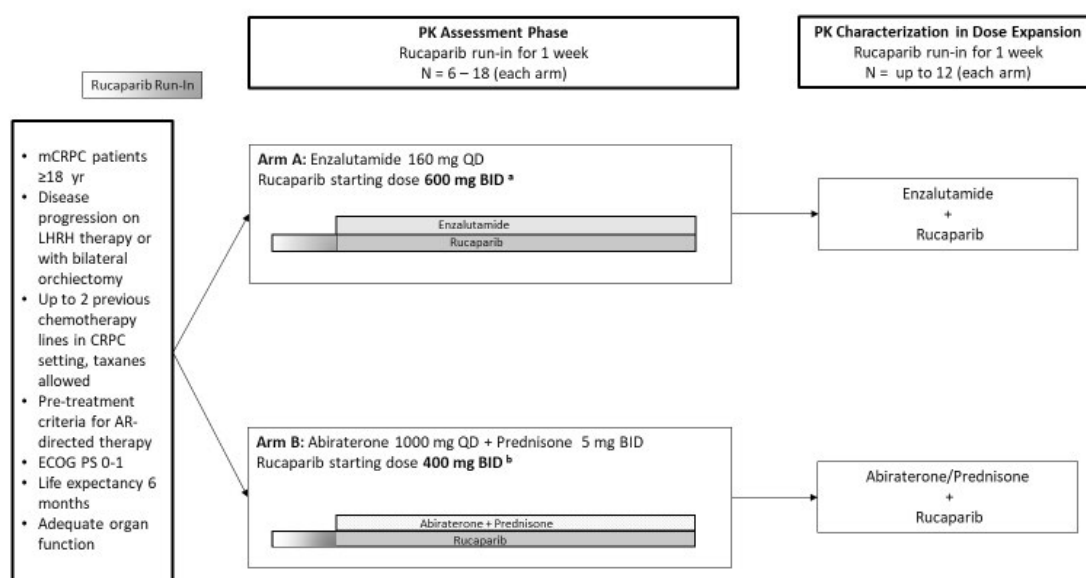 PK Assessment Phase
Rucaparib run-in for 1 week
N = 6 – 18 (each arm)
PK Characterization in Dose Expansion
Rucaparib run-in for 1 week
N = up to 12 (each arm)
Rucaparib Run-In
• mCRPC patients
≥18 yr
• Disease
progression on
LHRH therapy or
with bilateral
orchiectomy
• Up to 2 previous
chemotherapy
lines in CRPC
setting, taxanes
allowed
• Pre-treatment
criteria for AR-
directed therapy
• ECOG PS 0-1
• Life expectancy 6
months
• Adequate organ
function
Arm A: Enzalutamide 160 mg QD
Rucaparib starting dose 600 mg BID ᵃ
Enzalutamide
Rucaparib
Enzalutamide
+
Rucaparib
Arm B: Abiraterone 1000 mg QD + Prednisone 5 mg BID
Rucaparib starting dose 400 mg BID ᵇ
Abiraterone + Prednisone
Rucaparib
Abiraterone/Prednisone
+
Rucaparib